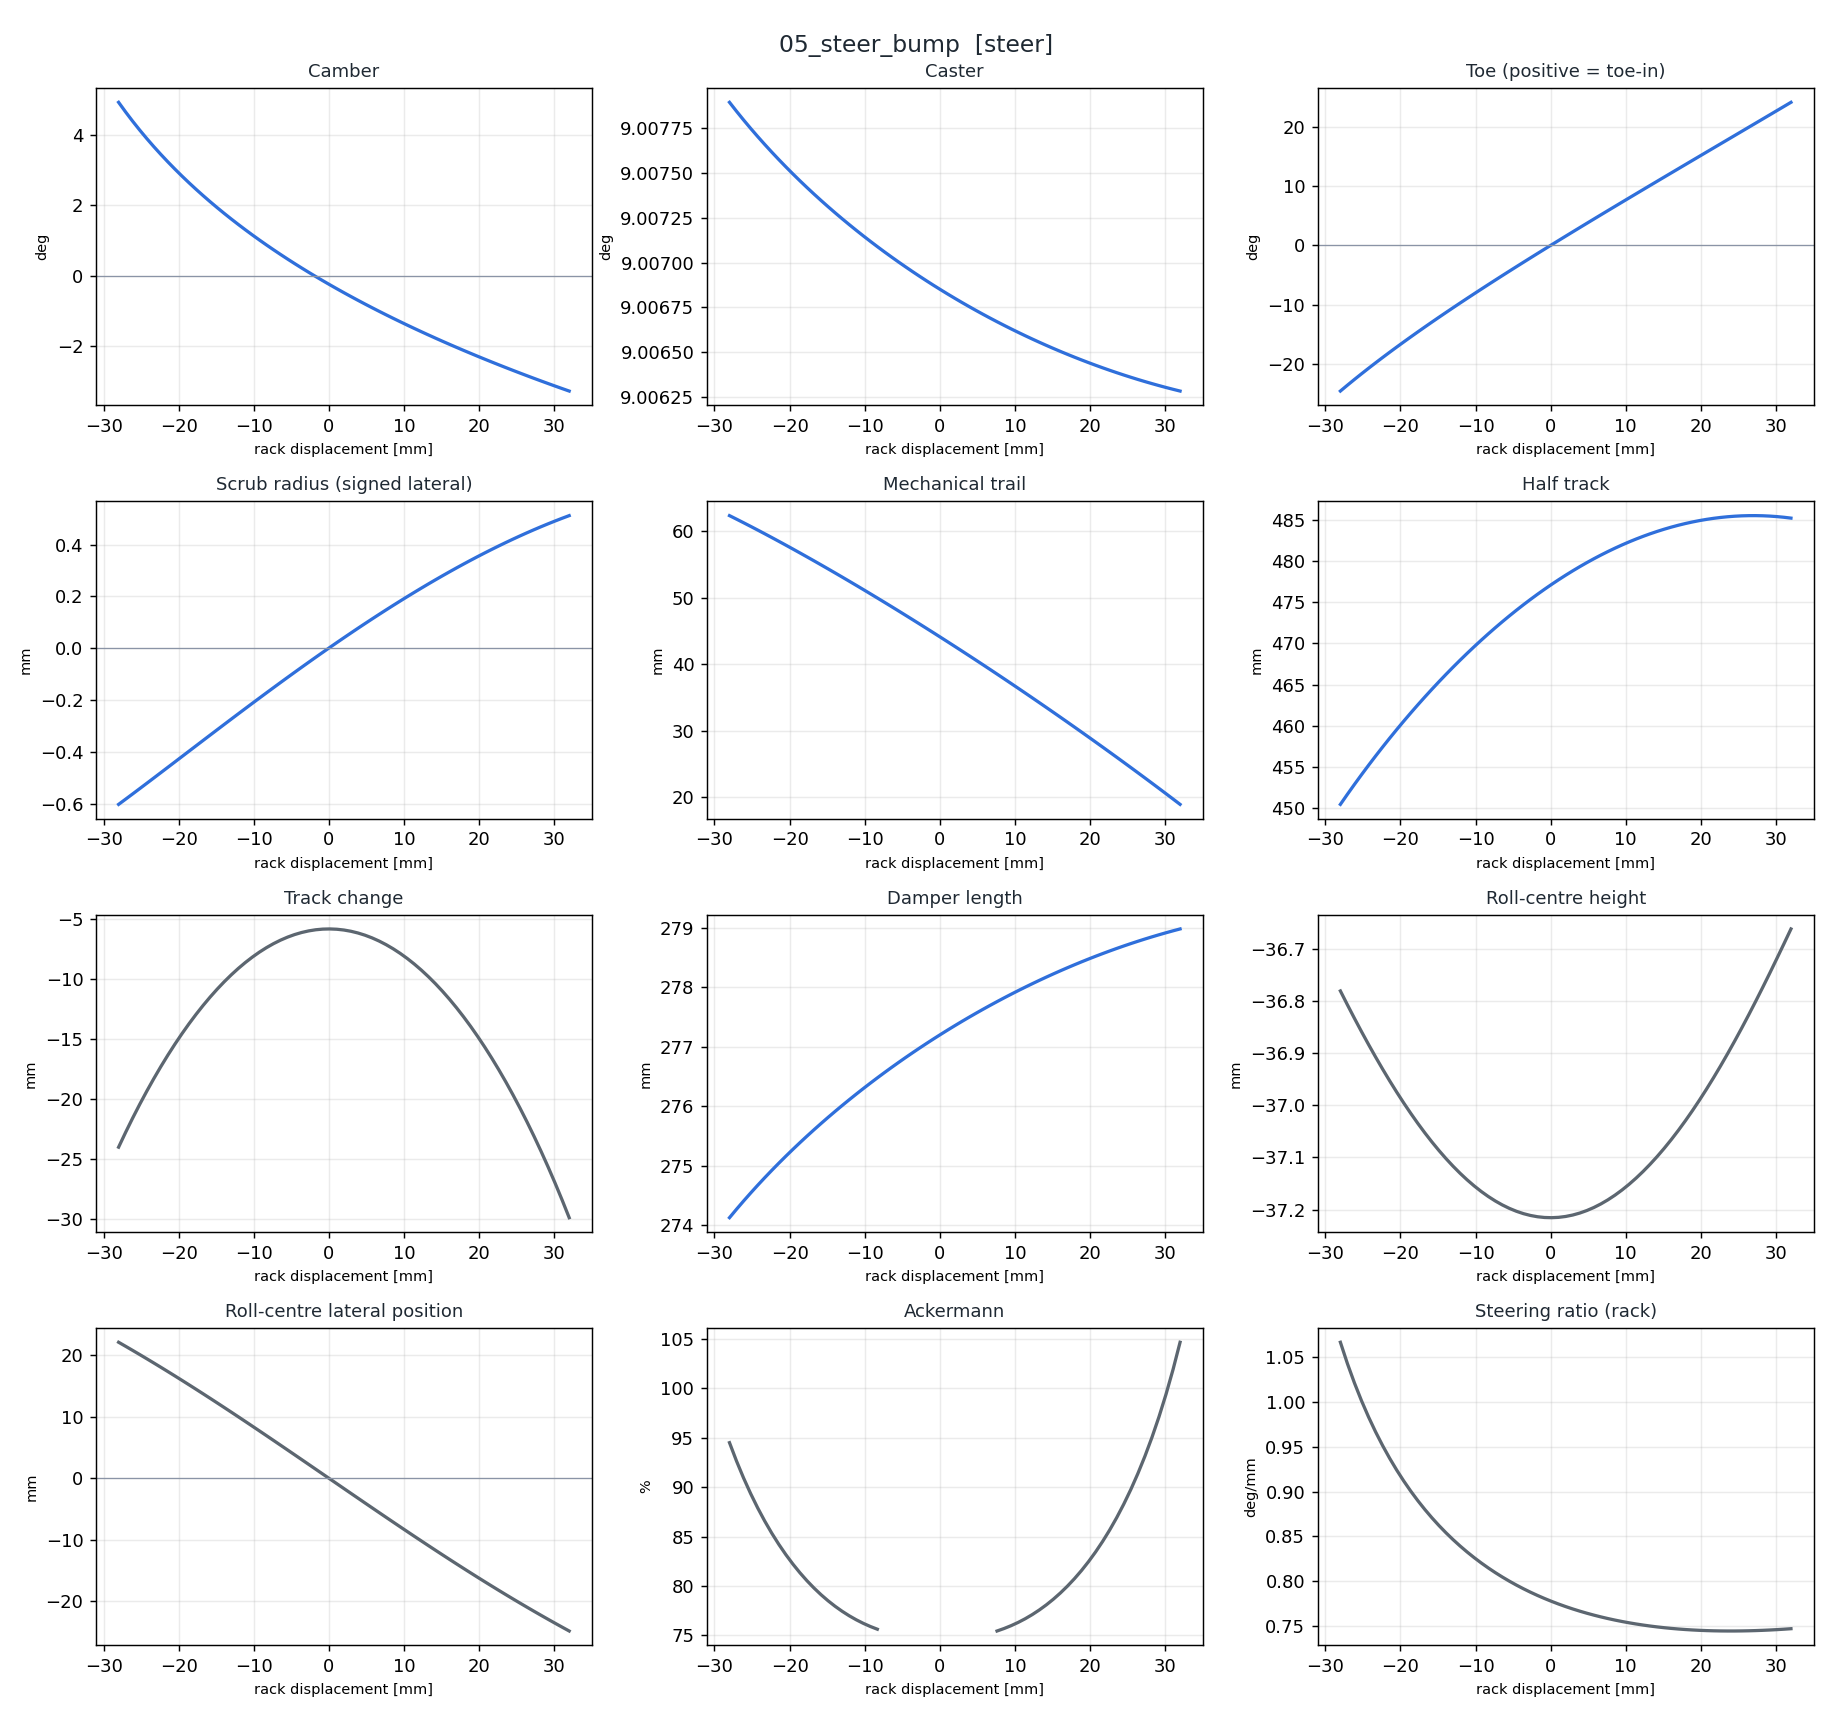 05_steer_bump  [steer]
Camber
Caster
Toe (positive = toe-in)
4
2
0
−2
deg
−30 −20 −10 0 10 20 30
rack displacement [mm]
9.00775
9.00750
9.00725
9.00700
9.00675
9.00650
9.00625
deg
−30 −20 −10 0 10 20 30
rack displacement [mm]
20
10
0
−10
−20
deg
−30 −20 −10 0 10 20 30
rack displacement [mm]
Scrub radius (signed lateral)
Mechanical trail
Half track
0.4
0.2
0.0
−0.2
−0.4
−0.6
mm
−30 −20 −10 0 10 20 30
rack displacement [mm]
60
50
40
30
20
mm
−30 −20 −10 0 10 20 30
rack displacement [mm]
485
480
475
470
465
460
455
450
mm
−30 −20 −10 0 10 20 30
rack displacement [mm]
Track change
Damper length
Roll-centre height
−5
−10
−15
−20
−25
−30
mm
−30 −20 −10 0 10 20 30
rack displacement [mm]
279
278
277
276
275
274
mm
−30 −20 −10 0 10 20 30
rack displacement [mm]
−36.7
−36.8
−36.9
−37.0
−37.1
−37.2
mm
−30 −20 −10 0 10 20 30
rack displacement [mm]
Roll-centre lateral position
Ackermann
Steering ratio (rack)
20
10
0
−10
−20
mm
−30 −20 −10 0 10 20 30
rack displacement [mm]
105
100
95
90
85
80
75
%
−30 −20 −10 0 10 20 30
rack displacement [mm]
1.05
1.00
0.95
0.90
0.85
0.80
0.75
deg/mm
−30 −20 −10 0 10 20 30
rack displacement [mm]